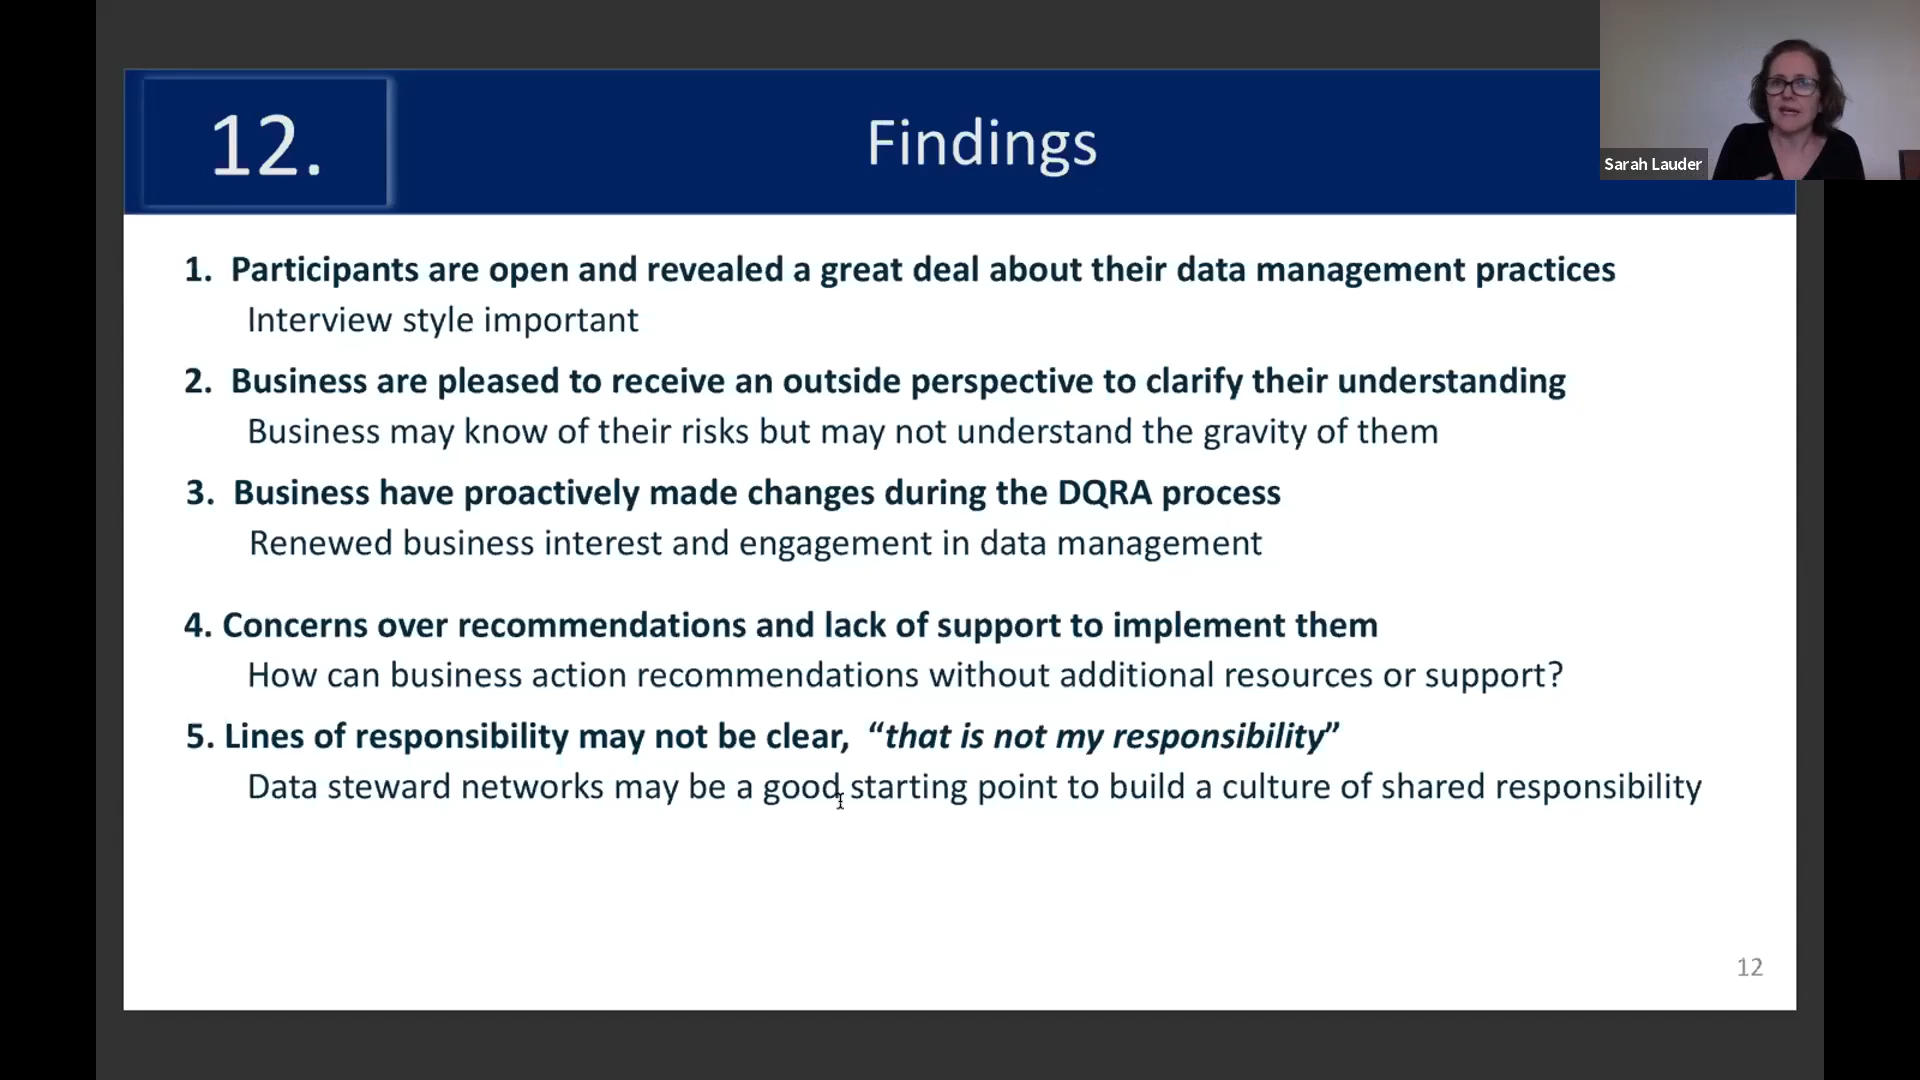 12.
Findings
Sarah Lauder
1. Participants are open and revealed a great deal about their data management practices
Interview style important
2. Business are pleased to receive an outside perspective to clarify their understanding
Business may know of their risks but may not understand the gravity of them
3. Business have proactively made changes during the DQRA process
Renewed business interest and engagement in data management
4. Concerns over recommendations and lack of support to implement them
How can business action recommendations without additional resources or support?
5. Lines of responsibility may not be clear, “that is not my responsibility”
Data steward networks may be a good starting point to build a culture of shared responsibility
12